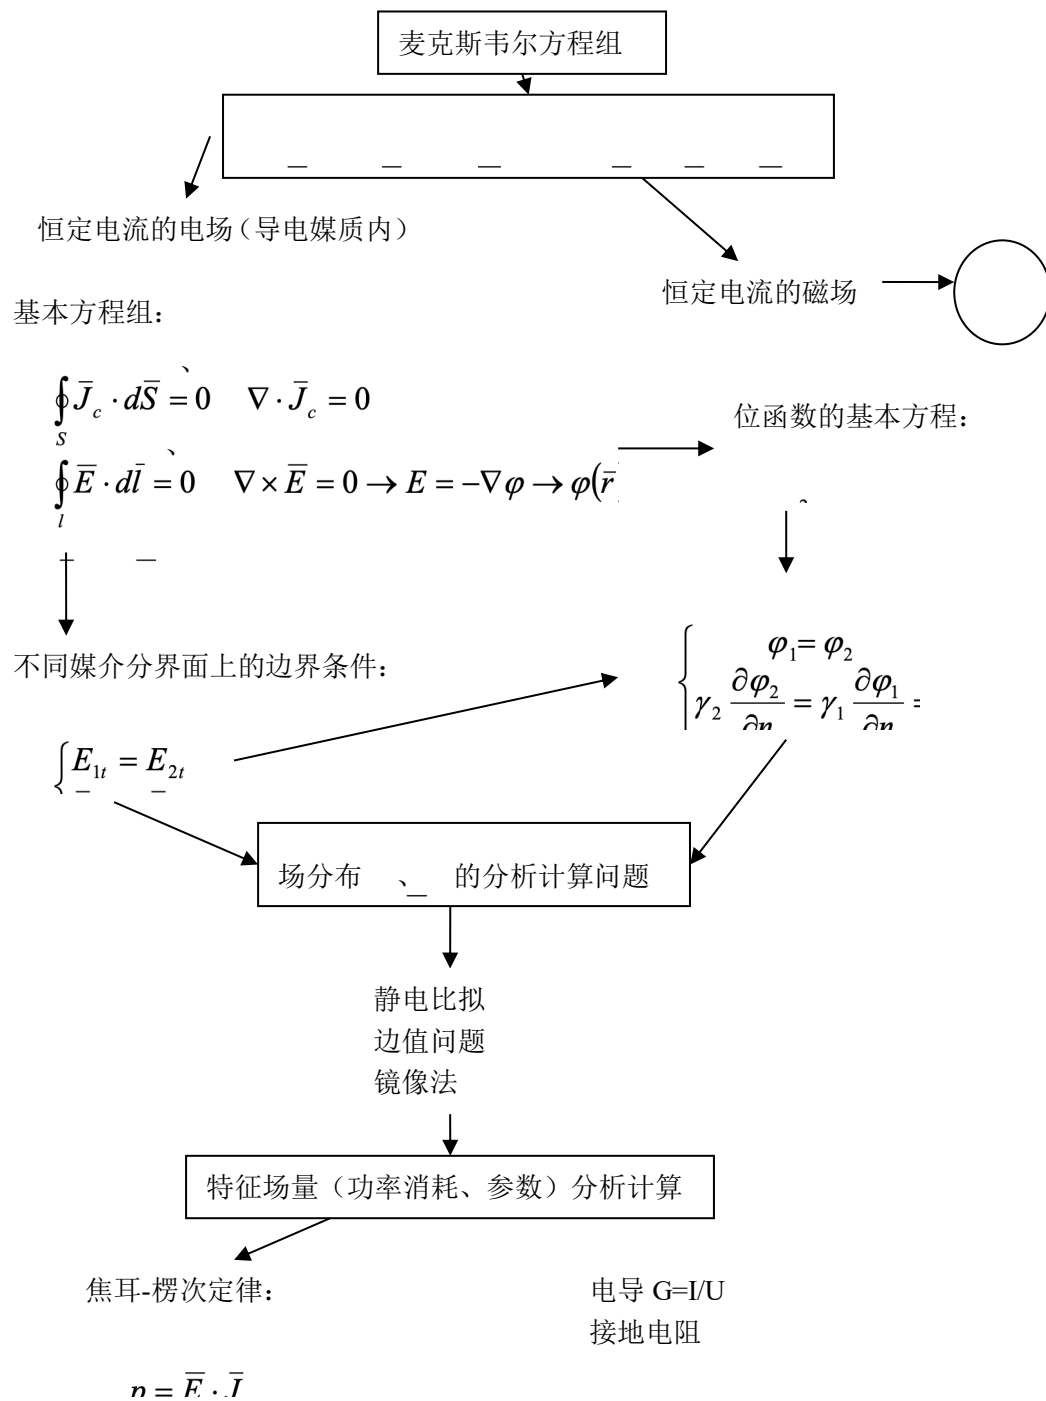 麦克斯韦尔方程组
恒定电流的电场（导电媒质内）
恒定电流的磁场
基本方程组：
∮_S J̅_c · dS̅ = 0 ∇ · J̅_c = 0
位函数的基本方程：
∮_l E̅ · dl̅ = 0 ∇ × E̅ = 0 → E = −∇φ → φ(r̅
不同媒介分界面上的边界条件：
φ₁= φ₂
γ₂ ∂φ₂/∂n = γ₁ ∂φ₁/∂n =
E_{1t} = E_{2t}
场分布 、 的分析计算问题
静电比拟
边值问题
镜像法
特征场量（功率消耗、参数）分析计算
焦耳-楞次定律：
电导 G=I/U
接地电阻
p = E̅ · J̅